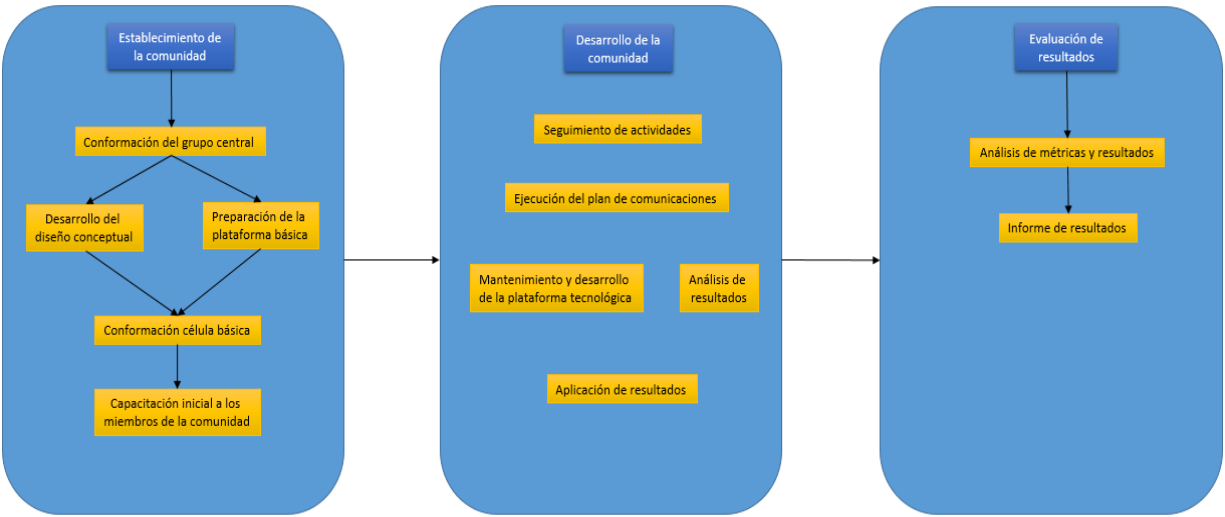 Establecimiento de
la comunidad
Conformación del grupo central
Desarrollo del
diseño conceptual
Preparación de la
plataforma básica
Conformación célula básica
Capacitación inicial a los
miembros de la comunidad
Desarrollo de la
comunidad
Seguimiento de actividades
Ejecución del plan de comunicaciones
Mantenimiento y desarrollo
de la plataforma tecnológica
Análisis de
resultados
Aplicación de resultados
Evaluación de
resultados
Análisis de métricas y resultados
Informe de resultados